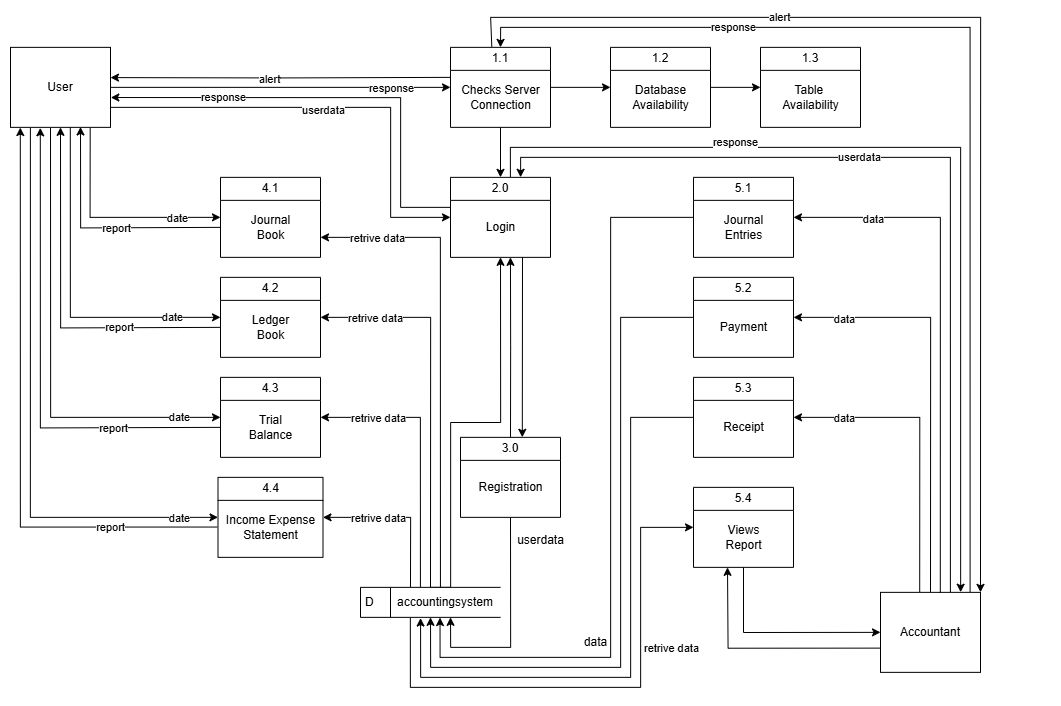 alert
response
User
1.1
Checks Server
Connection
1.2
Database
Availability
1.3
Table
Availability
alert
response
response
userdata
response
userdata
4.1
Journal
Book
date
report
retrive data
2.0
Login
5.1
Journal
Entries
data
4.2
Ledger
Book
date
report
retrive data
5.2
Payment
data
4.3
Trial
Balance
date
report
retrive data
5.3
Receipt
data
3.0
Registration
4.4
Income Expense
Statement
date
report
retrive data
userdata
5.4
Views
Report
D
accountingsystem
data
retrive data
Accountant